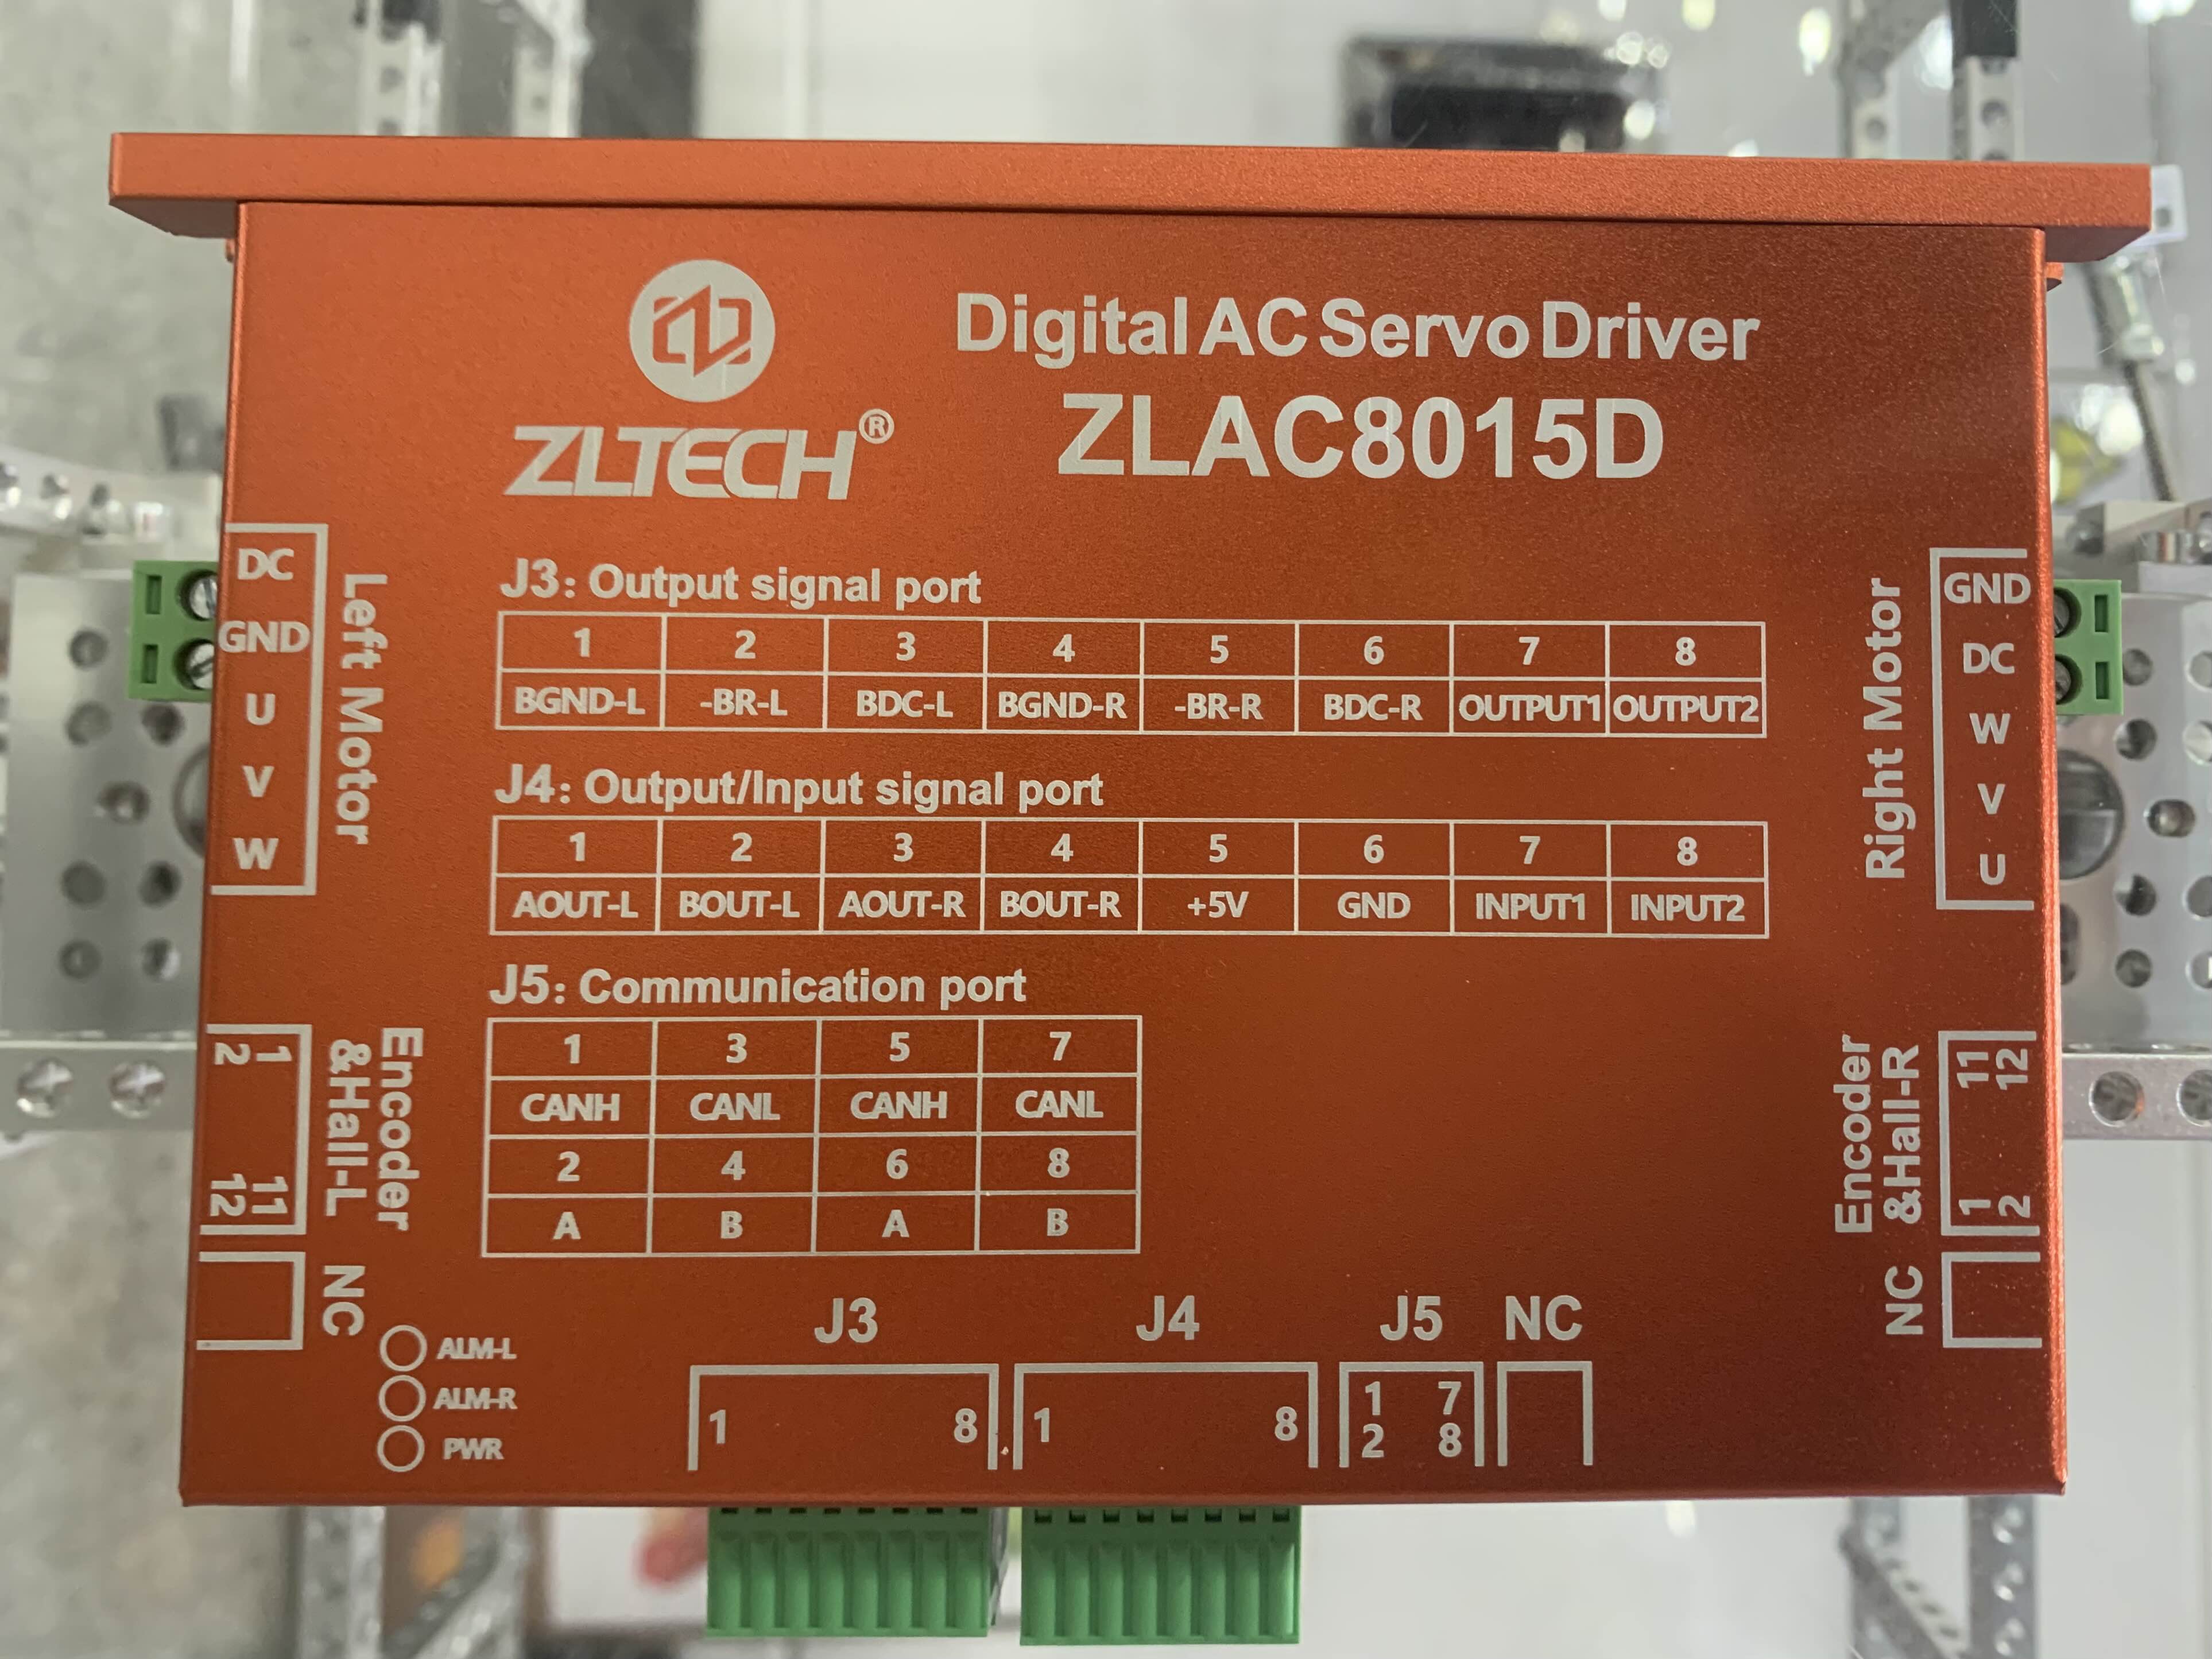 Digital AC Servo Driver
ZLTECH®
ZLAC8015D
DC
GND
U
V
W
Left Motor
J3: Output signal port
1 2 3 4 5 6 7 8
BGND-L -BR-L BDC-L BGND-R -BR-R BDC-R OUTPUT1 OUTPUT2
J4: Output/Input signal port
1 2 3 4 5 6 7 8
AOUT-L BOUT-L AOUT-R BOUT-R +5V GND INPUT1 INPUT2
J5: Communication port
1 3 5 7
CANH CANL CANH CANL
2 4 6 8
A B A B
Right Motor
GND
DC
W
V
U
1 11
2 12
Encoder
&Hall-L
NC
Encoder
&Hall-R
11 1
12 2
NC
ALM-L
ALM-R
PWR
J3 J4 J5 NC
1 8 1 8 1 7
2 8